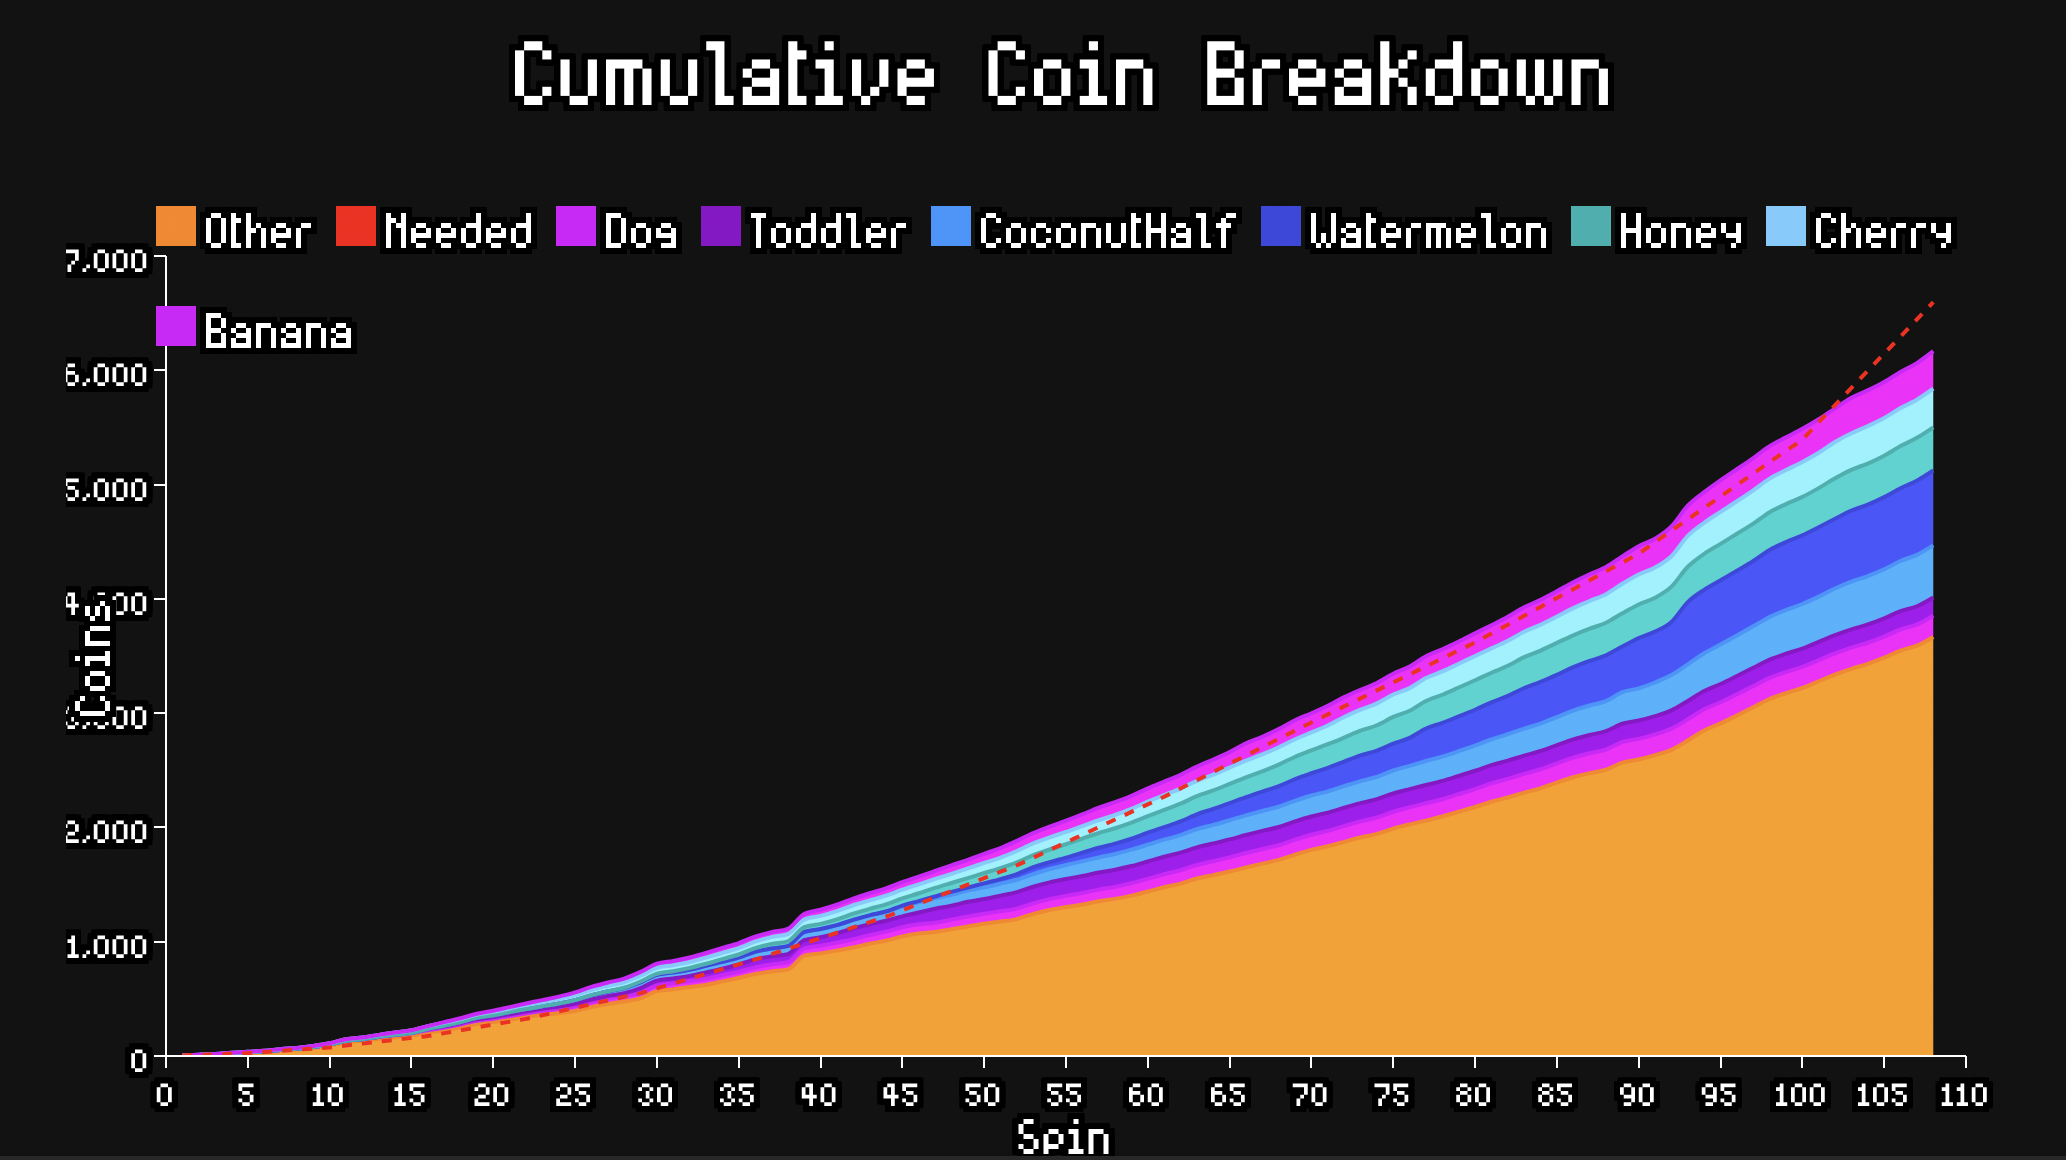 Cumulative Coin Breakdown
Other Needed Dog Toddler CoconutHalf Watermelon Honey Cherry
Banana
7,000
6,000
5,000
2,000
1,000
0
Coins
0 5 10 15 20 25 30 35 40 45 50 55 60 65 70 75 80 85 90 95 100 105 110
Spin